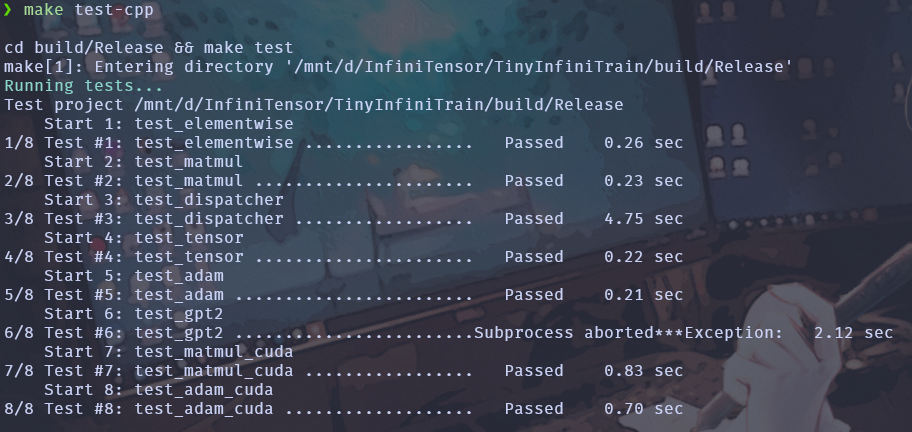 ❯ make test-cpp
cd build/Release && make test
make[1]: Entering directory '/mnt/d/InfiniTensor/TinyInfiniTrain/build/Release'
Running tests...
Test project /mnt/d/InfiniTensor/TinyInfiniTrain/build/Release
    Start 1: test_elementwise
1/8 Test #1: test_elementwise .................   Passed    0.26 sec
    Start 2: test_matmul
2/8 Test #2: test_matmul ......................   Passed    0.23 sec
    Start 3: test_dispatcher
3/8 Test #3: test_dispatcher ..................   Passed    4.75 sec
    Start 4: test_tensor
4/8 Test #4: test_tensor ......................   Passed    0.22 sec
    Start 5: test_adam
5/8 Test #5: test_adam ........................   Passed    0.21 sec
    Start 6: test_gpt2
6/8 Test #6: test_gpt2 ........................Subprocess aborted***Exception:   2.12 sec
    Start 7: test_matmul_cuda
7/8 Test #7: test_matmul_cuda .................   Passed    0.83 sec
    Start 8: test_adam_cuda
8/8 Test #8: test_adam_cuda ...................   Passed    0.70 sec